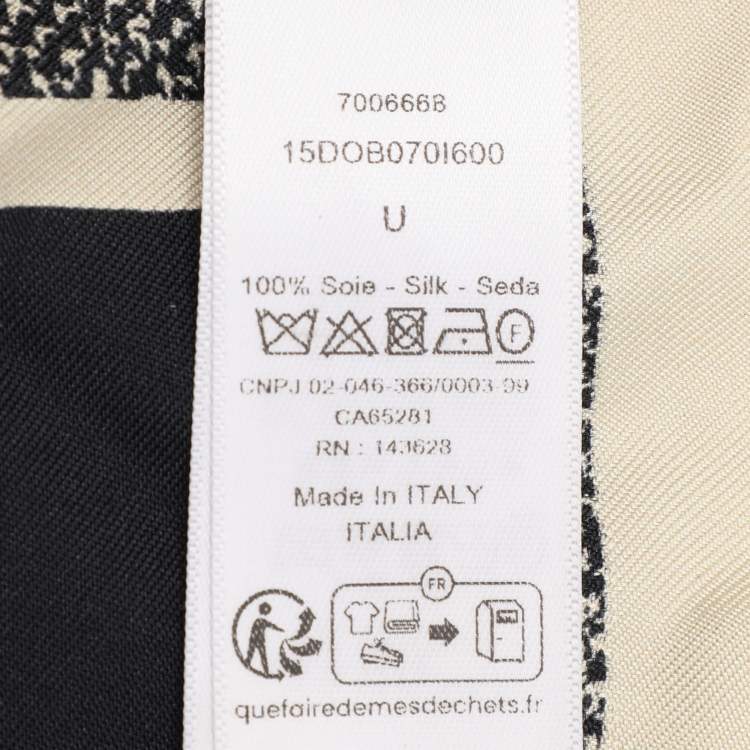 7006668
15DOB070I600
U
100% Soie - Silk - Seda
F
CNPJ 02-046-366/0003-99
CA65281
RN : 143628
Made In ITALY
ITALIA
FR
quefairedemesdechets.fr